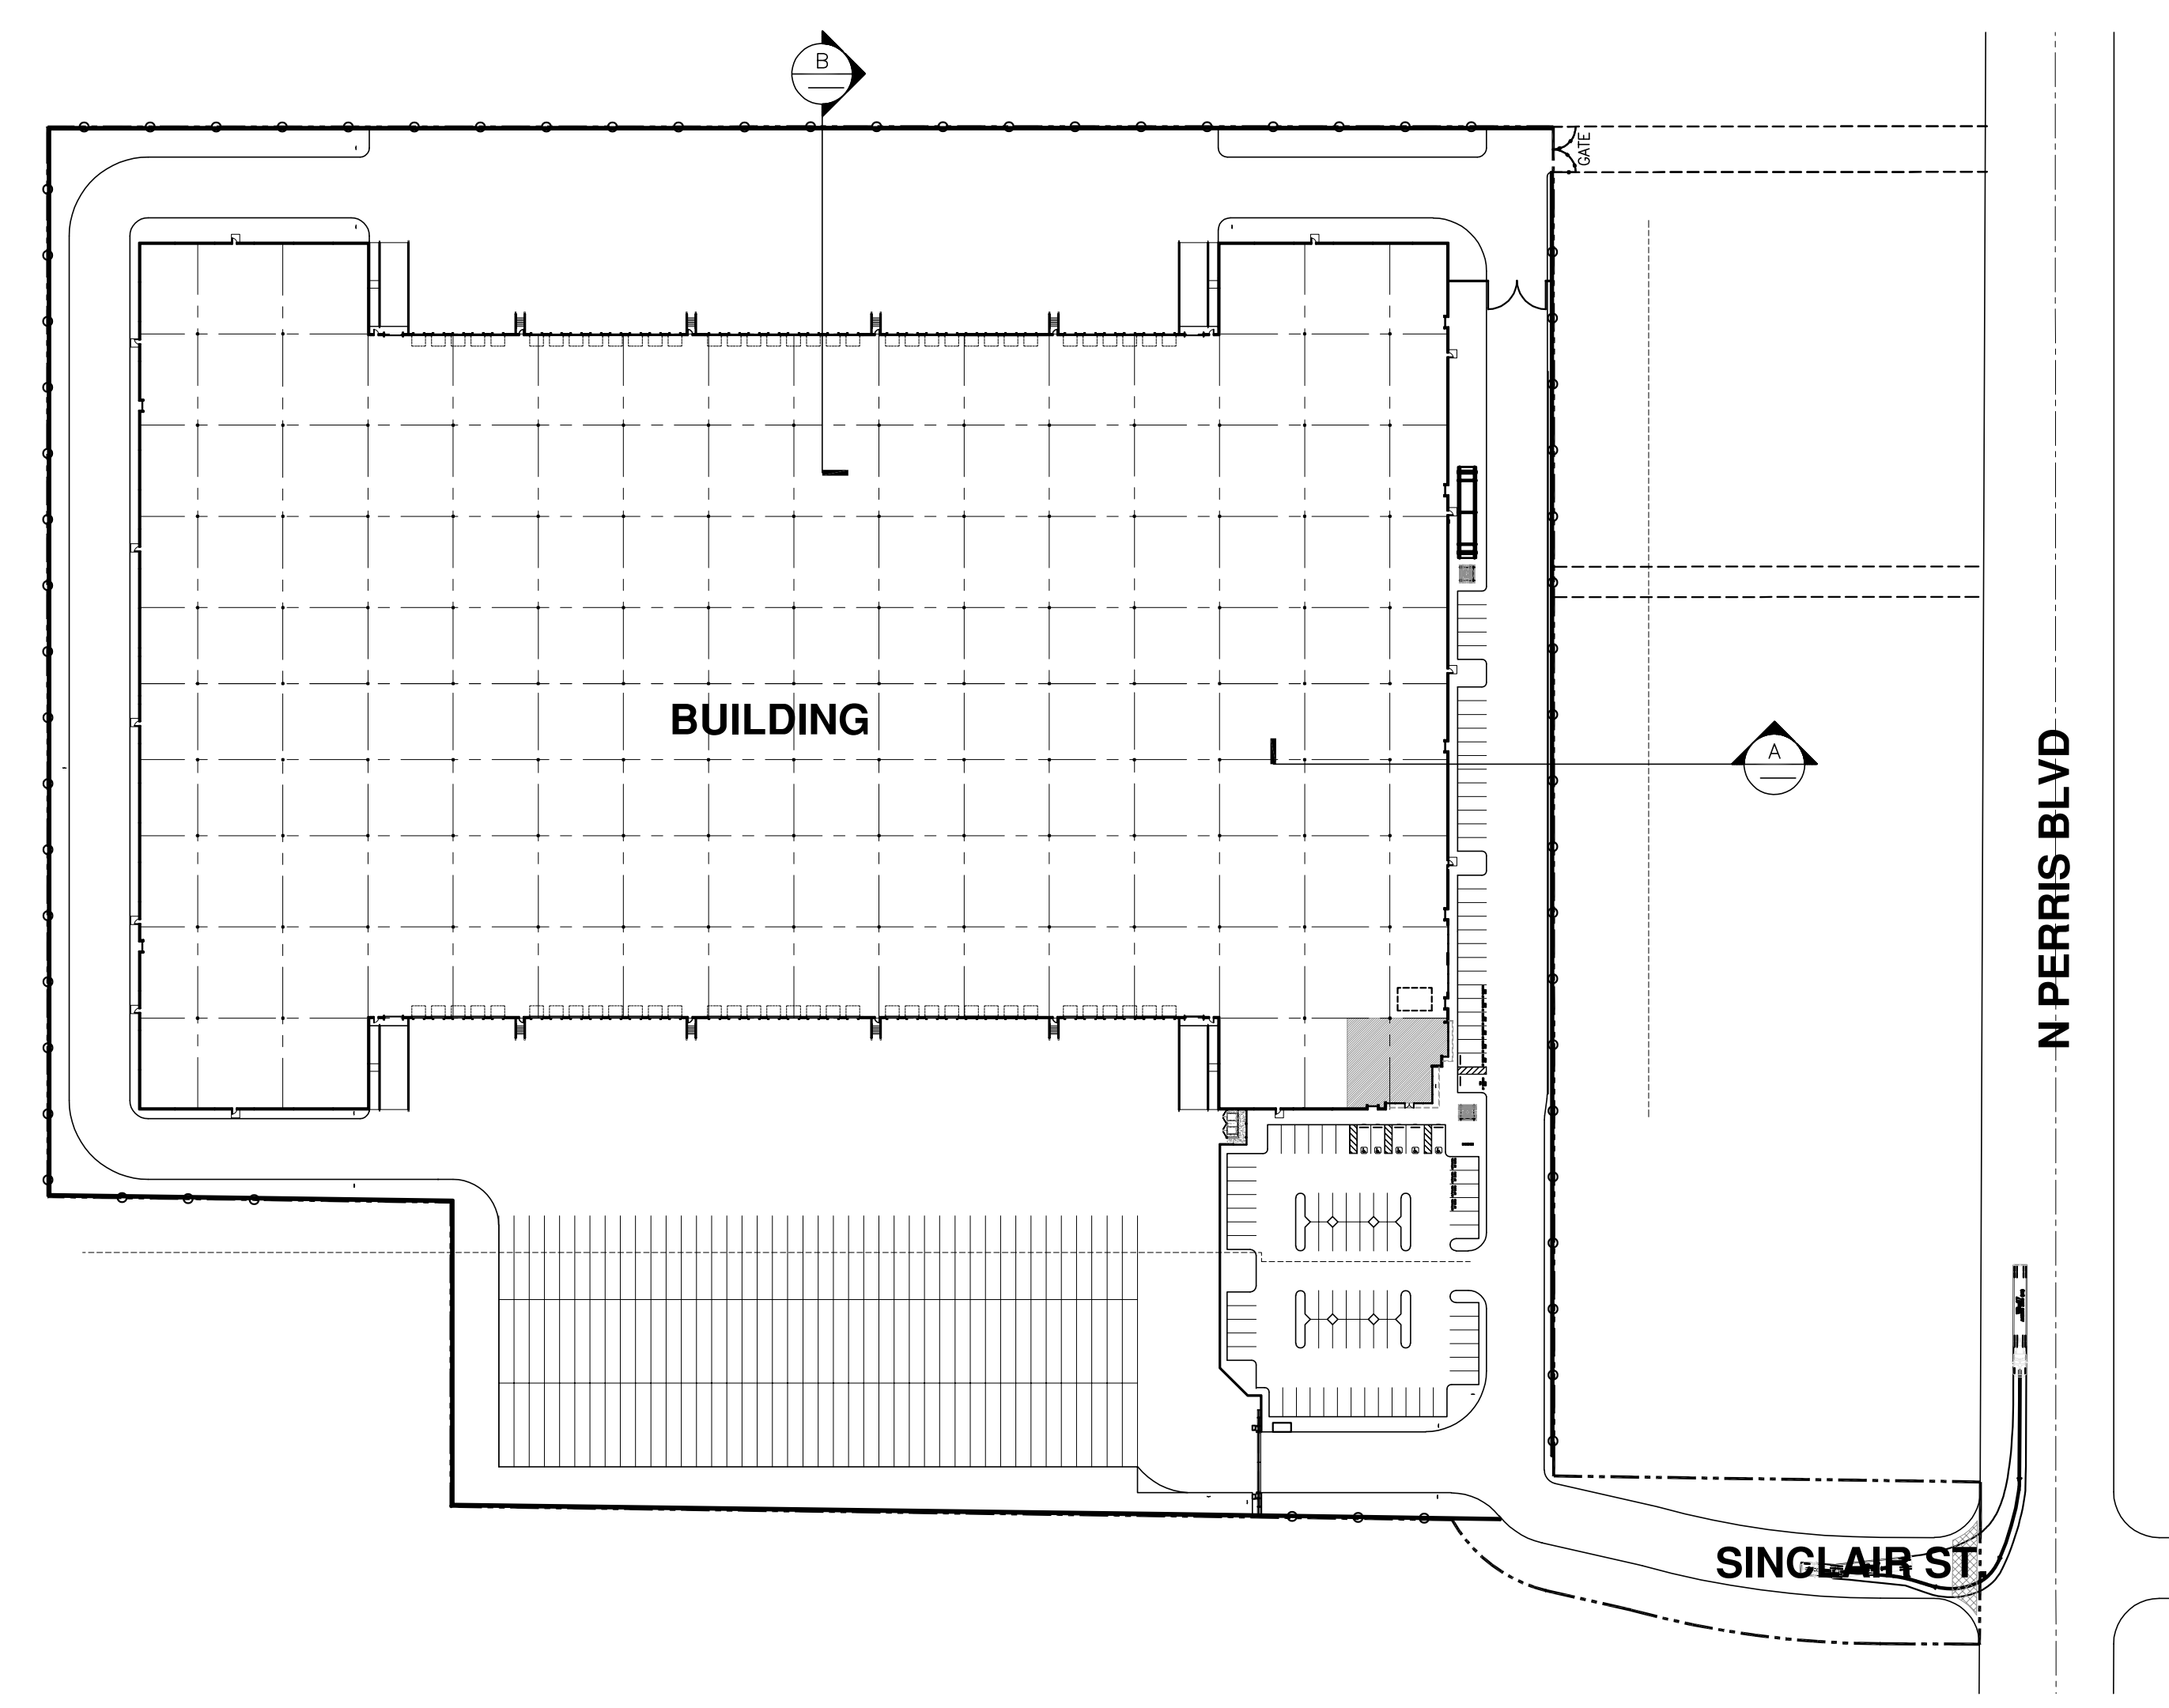 B
GATE
BUILDING
A
N PERRIS BLVD
SINCLAIR ST